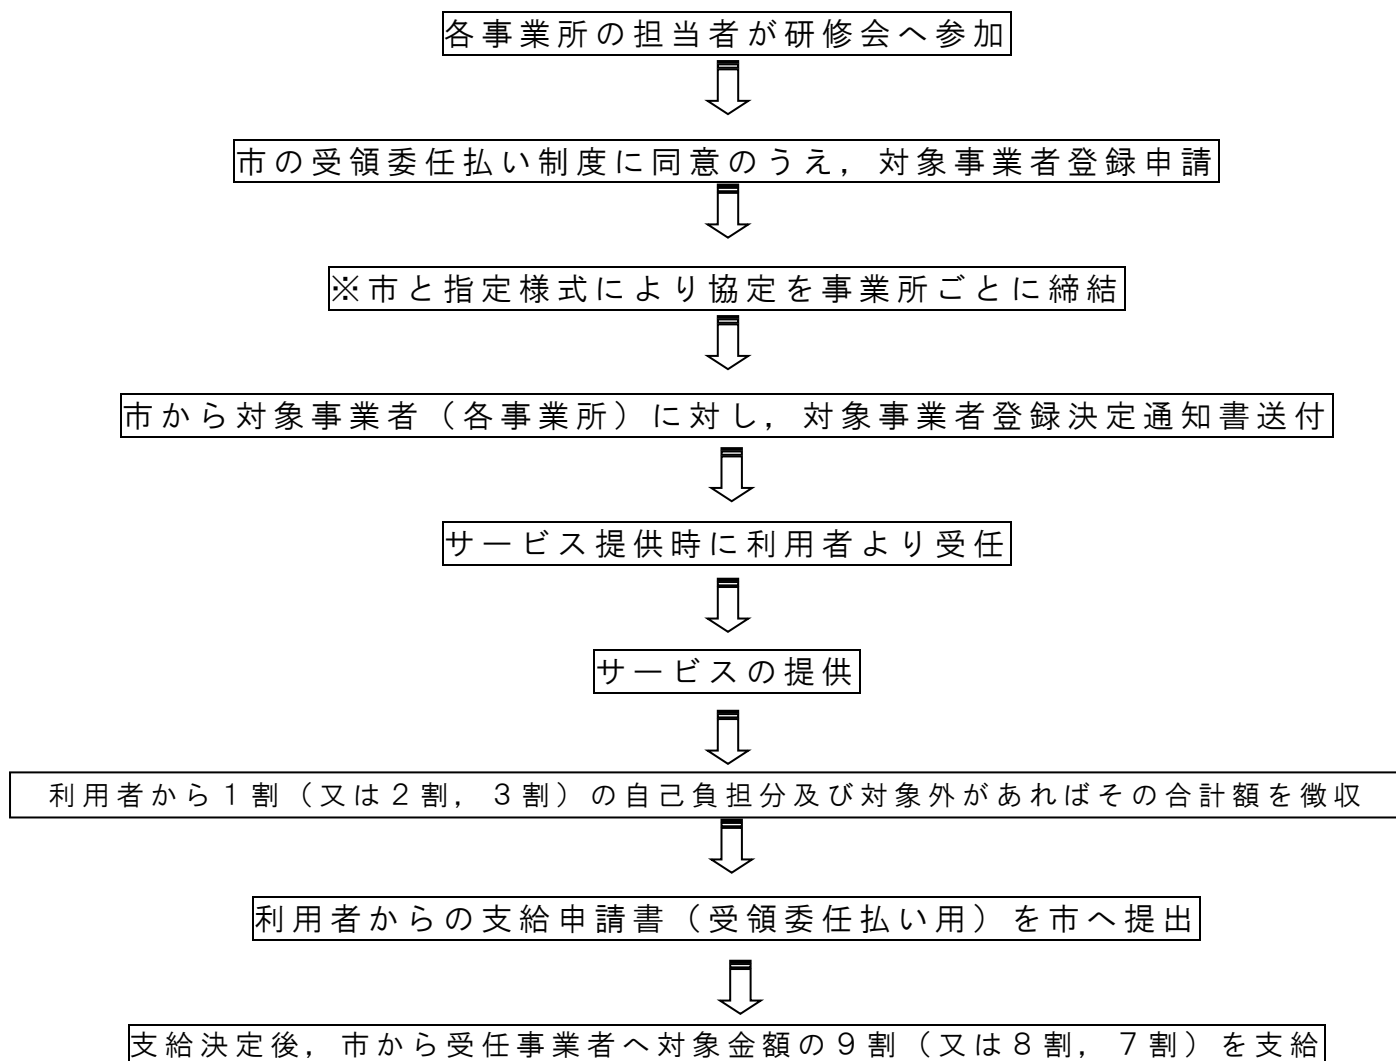 各事業所の担当者が研修会へ参加
市の受領委任払い制度に同意のうえ，対象事業者登録申請
※市と指定様式により協定を事業所ごとに締結
市から対象事業者（各事業所）に対し，対象事業者登録決定通知書送付
サービス提供時に利用者より受任
サービスの提供
利用者から１割（又は２割，３割）の自己負担分及び対象外があればその合計額を徴収
利用者からの支給申請書（受領委任払い用）を市へ提出
支給決定後，市から受任事業者へ対象金額の９割（又は８割，７割）を支給